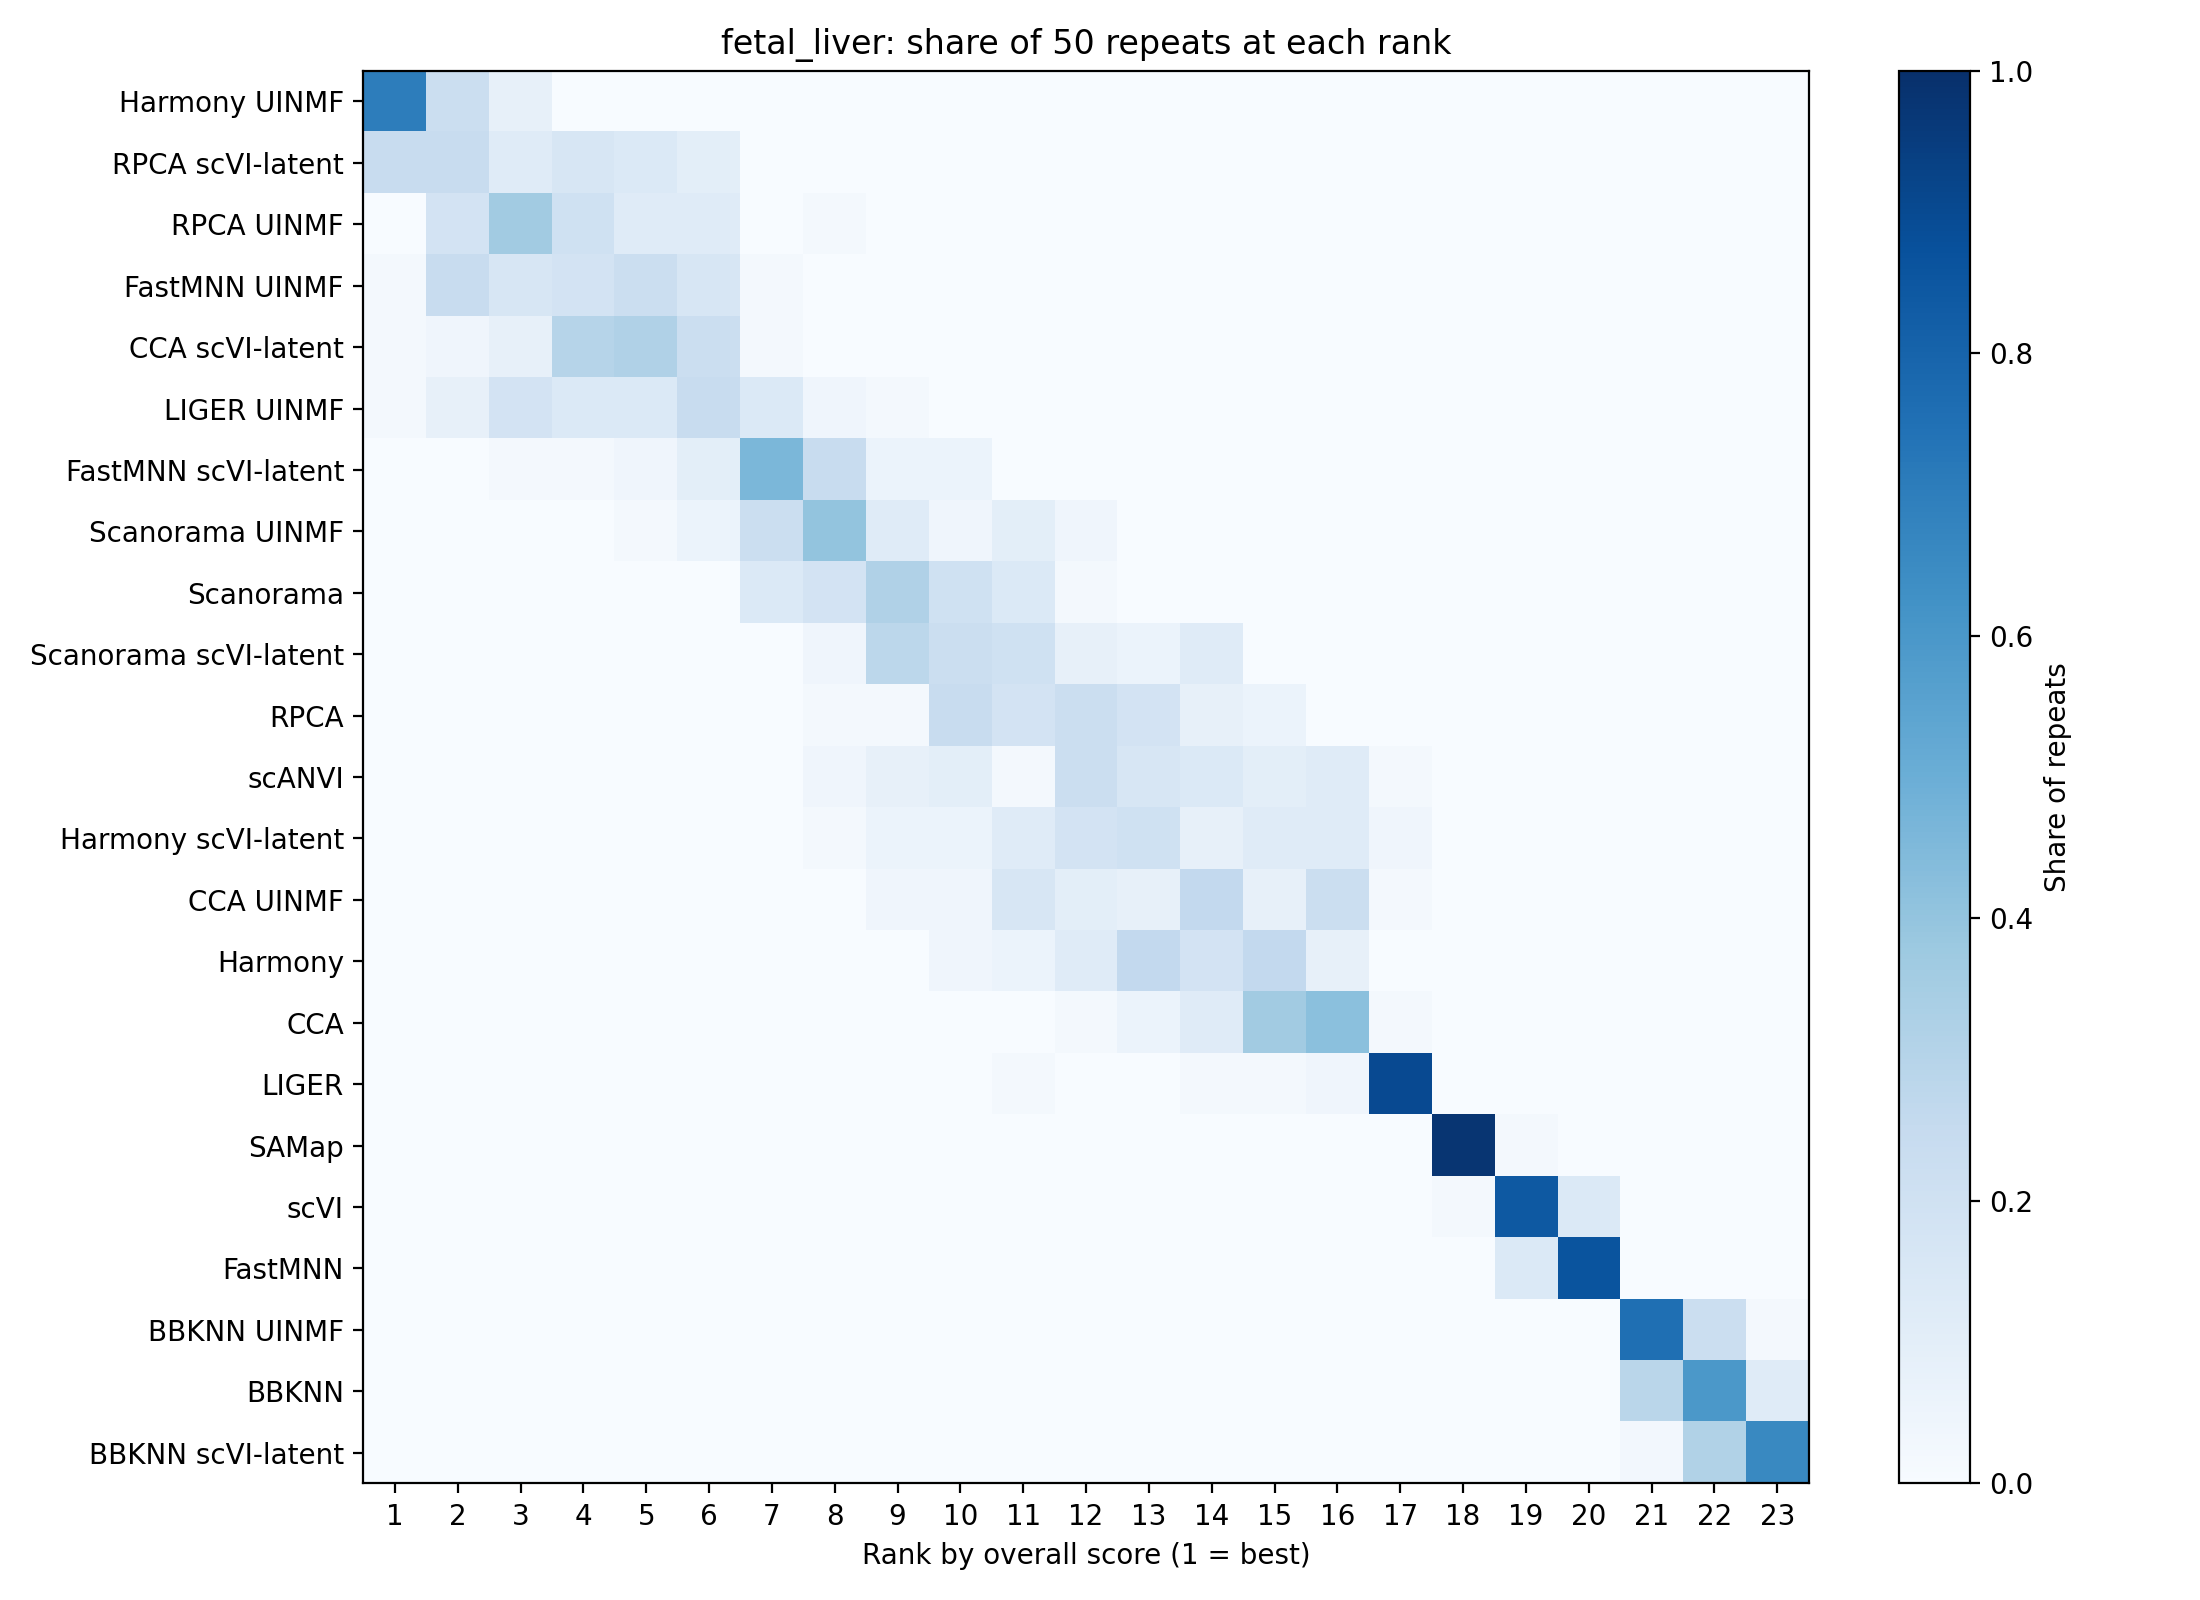 fetal_liver: share of 50 repeats at each rank
Harmony UINMF
RPCA scVI-latent
RPCA UINMF
FastMNN UINMF
CCA scVI-latent
LIGER UINMF
FastMNN scVI-latent
Scanorama UINMF
Scanorama
Scanorama scVI-latent
RPCA
scANVI
Harmony scVI-latent
CCA UINMF
Harmony
CCA
LIGER
SAMap
scVI
FastMNN
BBKNN UINMF
BBKNN
BBKNN scVI-latent
1 2 3 4 5 6 7 8 9 10 11 12 13 14 15 16 17 18 19 20 21 22 23
Rank by overall score (1 = best)
1.0
0.8
0.6
0.4
0.2
0.0
Share of repeats